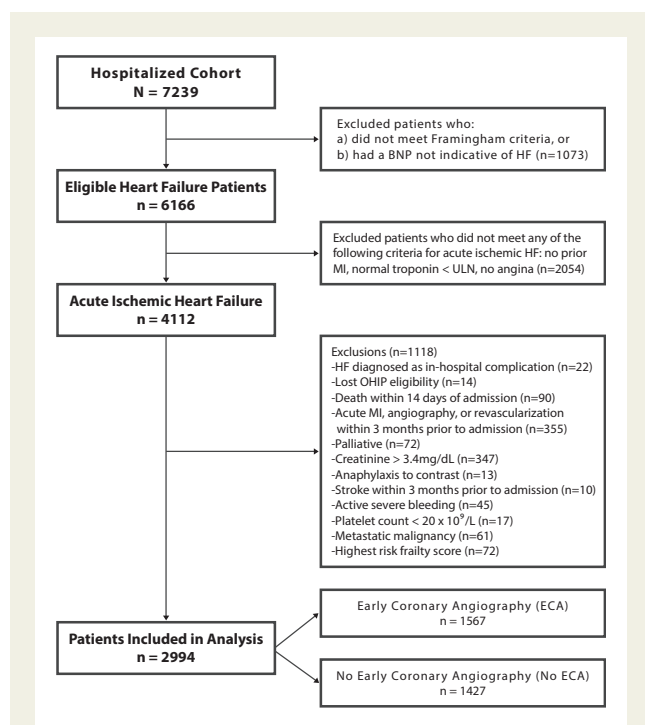 Hospitalized Cohort
N = 7239
Excluded patients who:
a) did not meet Framingham criteria, or
b) had a BNP not indicative of HF (n=1073)
Eligible Heart Failure Patients
n = 6166
Excluded patients who did not meet any of the
following criteria for acute ischemic HF: no prior
MI, normal troponin < ULN, no angina (n=2054)
Acute Ischemic Heart Failure
n = 4112
Exclusions (n=1118)
-HF diagnosed as in-hospital complication (n=22)
-Lost OHIP eligibility (n=14)
-Death within 14 days of admission (n=90)
-Acute MI, angiography, or revascularization
within 3 months prior to admission (n=355)
-Palliative (n=72)
-Creatinine > 3.4mg/dL (n=347)
-Anaphylaxis to contrast (n=13)
-Stroke within 3 months prior to admission (n=10)
-Active severe bleeding (n=45)
-Platelet count < 20 x 10⁹/L (n=17)
-Metastatic malignancy (n=61)
-Highest risk frailty score (n=72)
Early Coronary Angiography (ECA)
n = 1567
Patients Included in Analysis
n = 2994
No Early Coronary Angiography (No ECA)
n = 1427